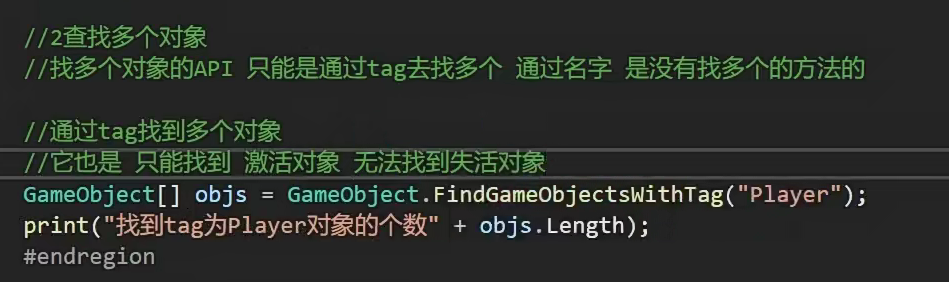 //2查找多个对象
//找多个对象的API 只能是通过tag去找多个 通过名字 是没有找多个的方法的
//通过tag找到多个对象
//它也是 只能找到 激活对象 无法找到失活对象
GameObject[] objs = GameObject.FindGameObjectsWithTag("Player");
print("找到tag为Player对象的个数" + objs.Length);
#endregion